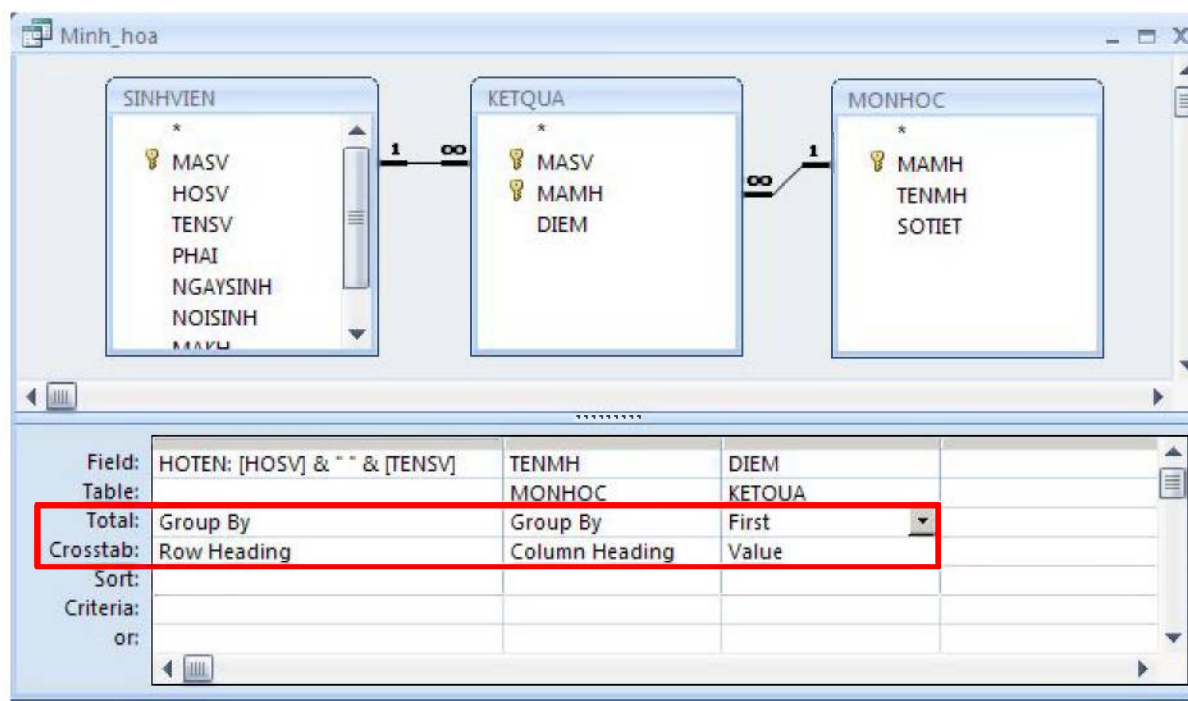 Minh_hoa
SINHVIEN
*
MASV
HOSV
TENSV
PHAI
NGAYSINH
NOISINH
MAKH
1 ∞
KETQUA
*
MASV
MAMH
DIEM
∞ 1
MONHOC
*
MAMH
TENMH
SOTIET
Field: HOTEN: [HOSV] & " " & [TENSV] TENMH DIEM
Table: MONHOC KETQUA
Total: Group By Group By First
Crosstab: Row Heading Column Heading Value
Sort:
Criteria:
or: